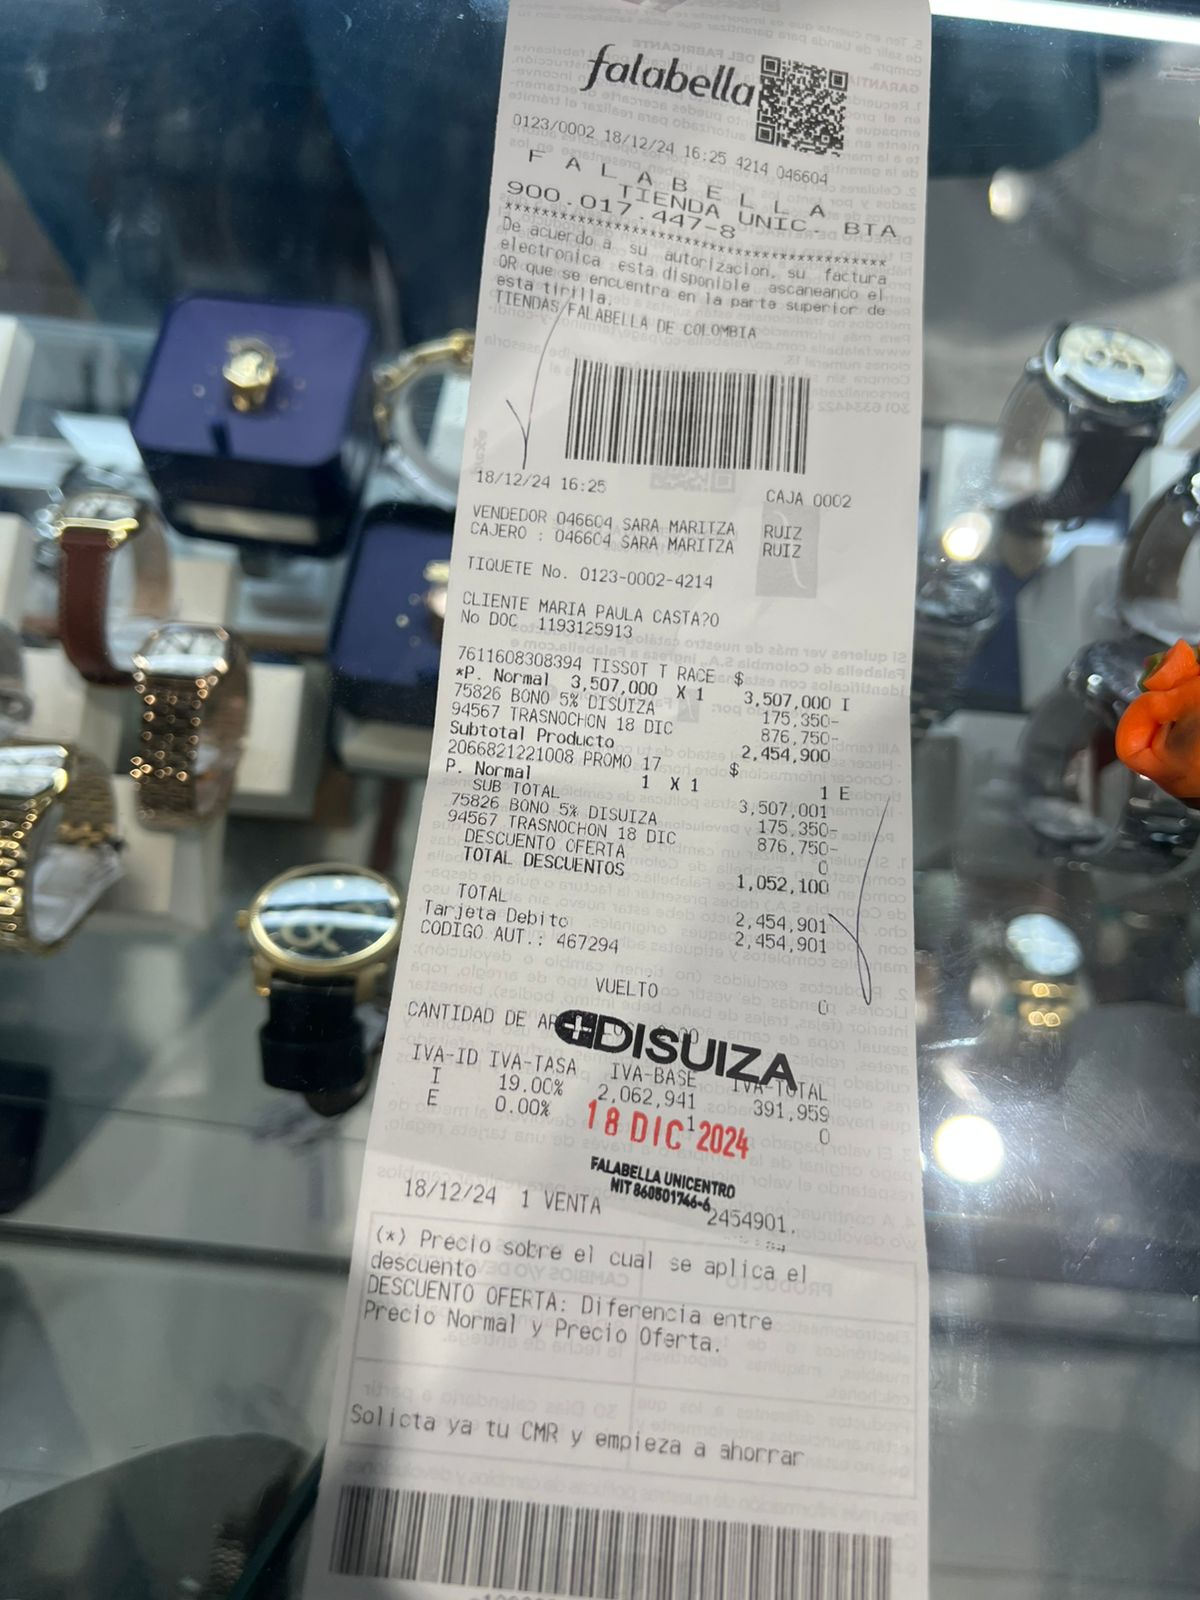 falabella
0123/0002 18/12/24 16:25 4214 046604
F A L A B E L L A
TIENDA UNIC. BTA
900.017.447-8
****************************************
De acuerdo a su autorizacion, su factura
electronica esta disponible ascaneando el
QR que se encuentra en la parte superior de
esta tirilla.
TIENDAS FALABELLA DE COLOMBIA
18/12/24 16:25 CAJA 0002
VENDEDOR 046604 SARA MARITZA RUIZ
CAJERO : 046604 SARA MARITZA RUIZ
TIQUETE No. 0123-0002-4214
CLIENTE MARIA PAULA CASTA?O
No DOC 1193125913
7611608308394 TISSOT T RACE $
*P. Normal 3,507,000 X 1 3,507,000 I
75826 BONO 5% DISUIZA 175,350-
94567 TRASNOCHON 18 DIC 876,750-
Subtotal Producto 2,454,900
2066821221008 PROMO 17 $
P. Normal 1 X 1 1 E
SUB TOTAL 3,507,001
75826 BONO 5% DISUIZA 175,350-
94567 TRASNOCHON 18 DIC 876,750-
DESCUENTO OFERTA 0
TOTAL DESCUENTOS 1,052,100
TOTAL 2,454,901
Tarjeta Debito 2,454,901
CODIGO AUT.: 467294
VUELTO 0
CANTIDAD DE
DISUIZA
IVA-ID IVA-TASA IVA-BASE IVA-TOTAL
I 19.00% 2,062,941 391,959
E 0.00% 1 0
18 DIC 2024
FALABELLA UNICENTRO
NIT 860501746-6
18/12/24 1 VENTA 2454901.
(*) Precio sobre el cual se aplica el
descuento
DESCUENTO OFERTA: Diferencia entre
Precio Normal y Precio Oferta.
Solicta ya tu CMR y empieza a ahorrar